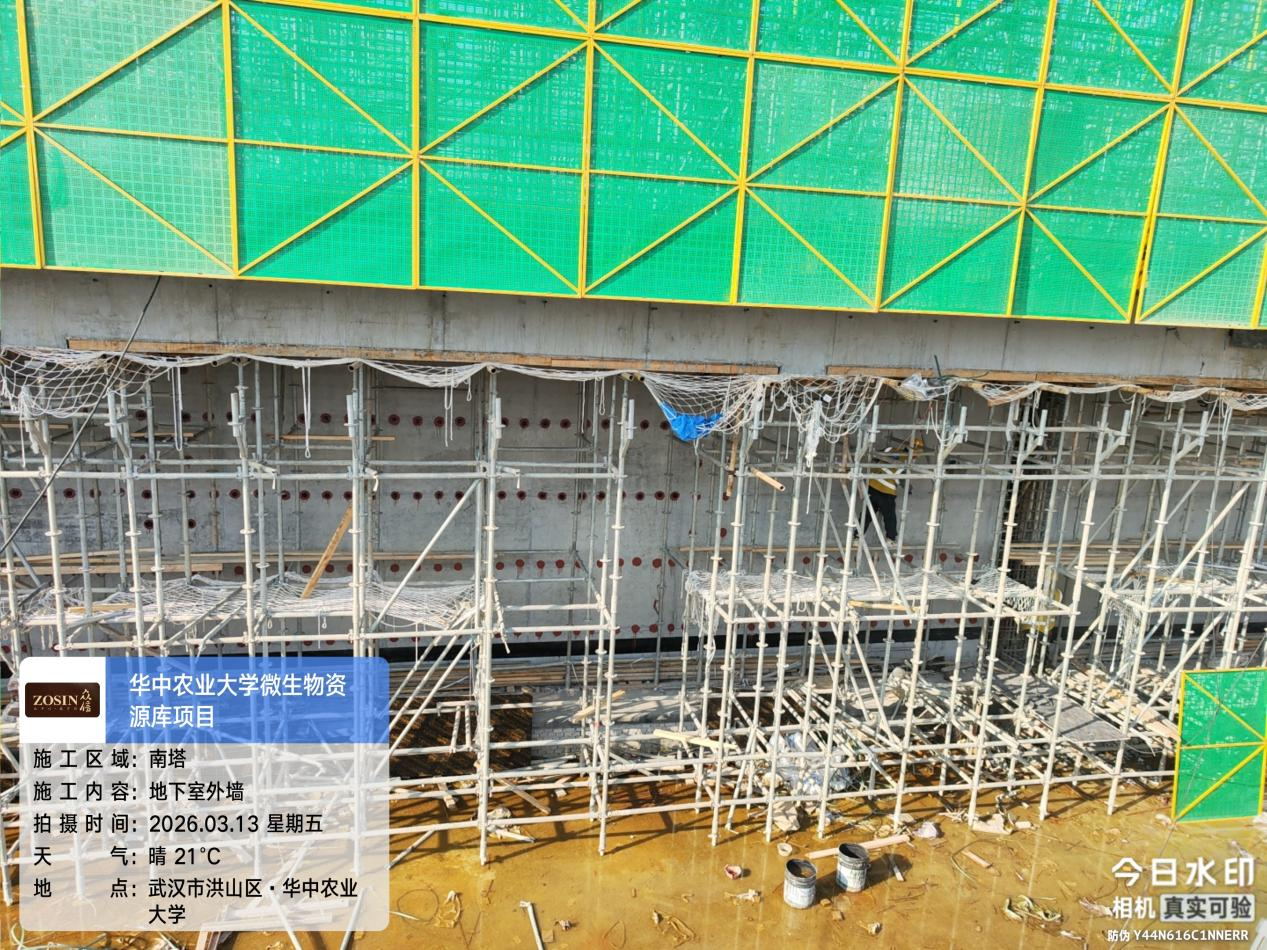 ZOSIN 众信
华中农业大学微生物资
源库项目
施工区域：南塔
施工内容：地下室外墙
拍摄时间：2026.03.13 星期五
天气：晴 21°C
地点：武汉市洪山区·华中农业
大学
今日水印
相机 真实可验
防伪 Y44N616C1NNERR